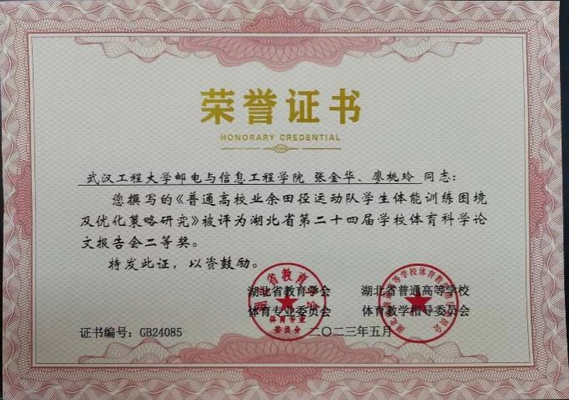 荣誉证书
HONORARY CREDENTIAL
武汉工程大学邮电与信息工程学院 张金华、廖桃玲 同志：
您撰写的《普通高校业余田径运动队学生体能训练困境
及优化策略研究》被评为湖北省第二十四届学校体育科学论
文报告会二等奖。
特发此证，以资鼓励。
湖北省教育学会 湖北省普通高等学校
体育专业委员会 体育教学指导委员会
证书编号：GB24085 二〇二三年五月